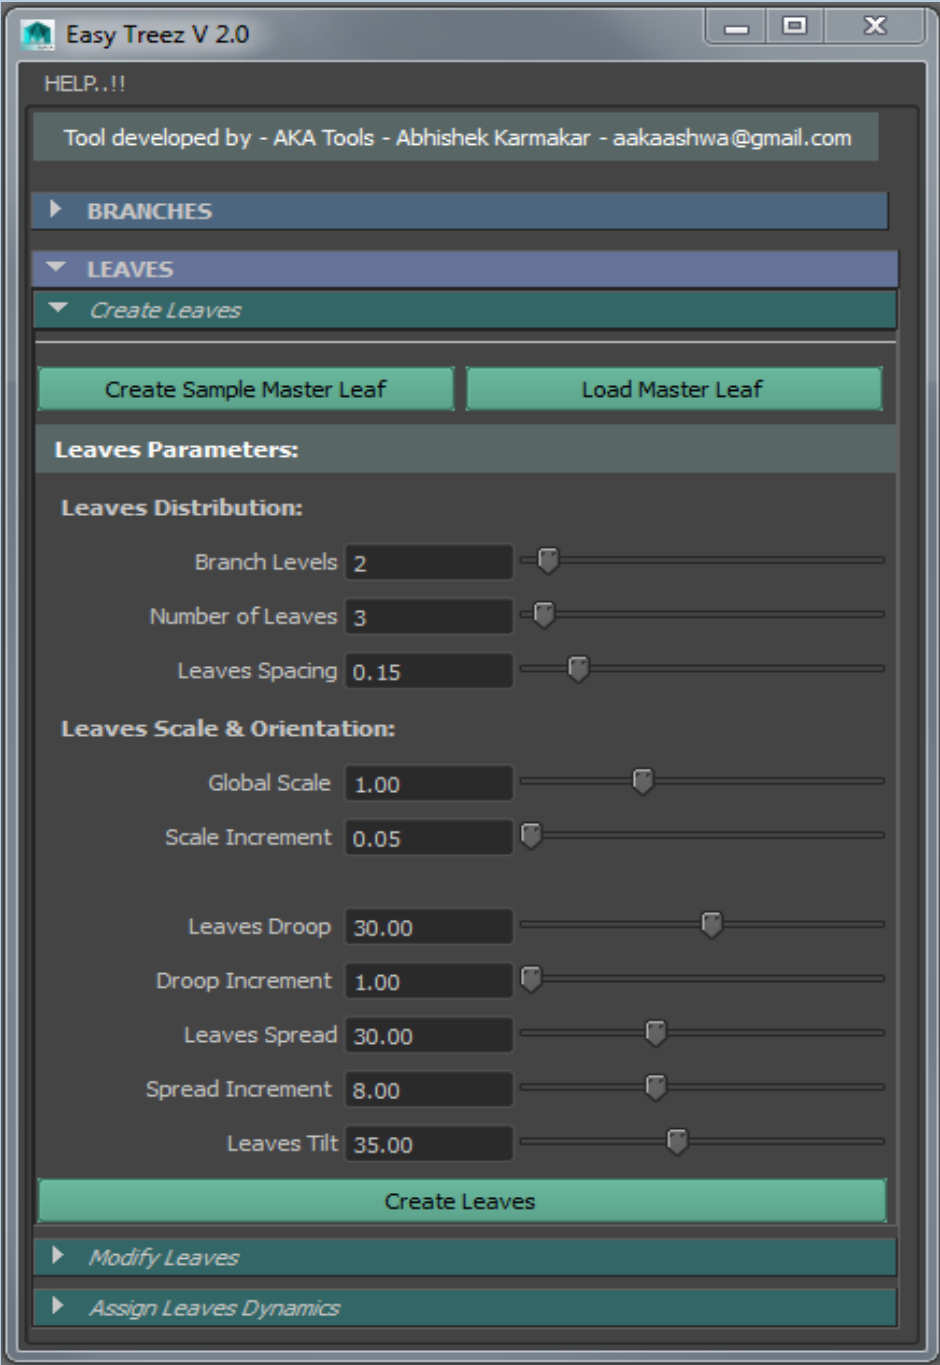 Easy Treez V 2.0
HELP..!!
Tool developed by - AKA Tools - Abhishek Karmakar - aakaashwa@gmail.com
BRANCHES
LEAVES
Create Leaves
Create Sample Master Leaf
Load Master Leaf
Leaves Parameters:
Leaves Distribution:
Branch Levels 2
Number of Leaves 3
Leaves Spacing 0.15
Leaves Scale & Orientation:
Global Scale 1.00
Scale Increment 0.05
Leaves Droop 30.00
Droop Increment 1.00
Leaves Spread 30.00
Spread Increment 8.00
Leaves Tilt 35.00
Create Leaves
Modify Leaves
Assign Leaves Dynamics